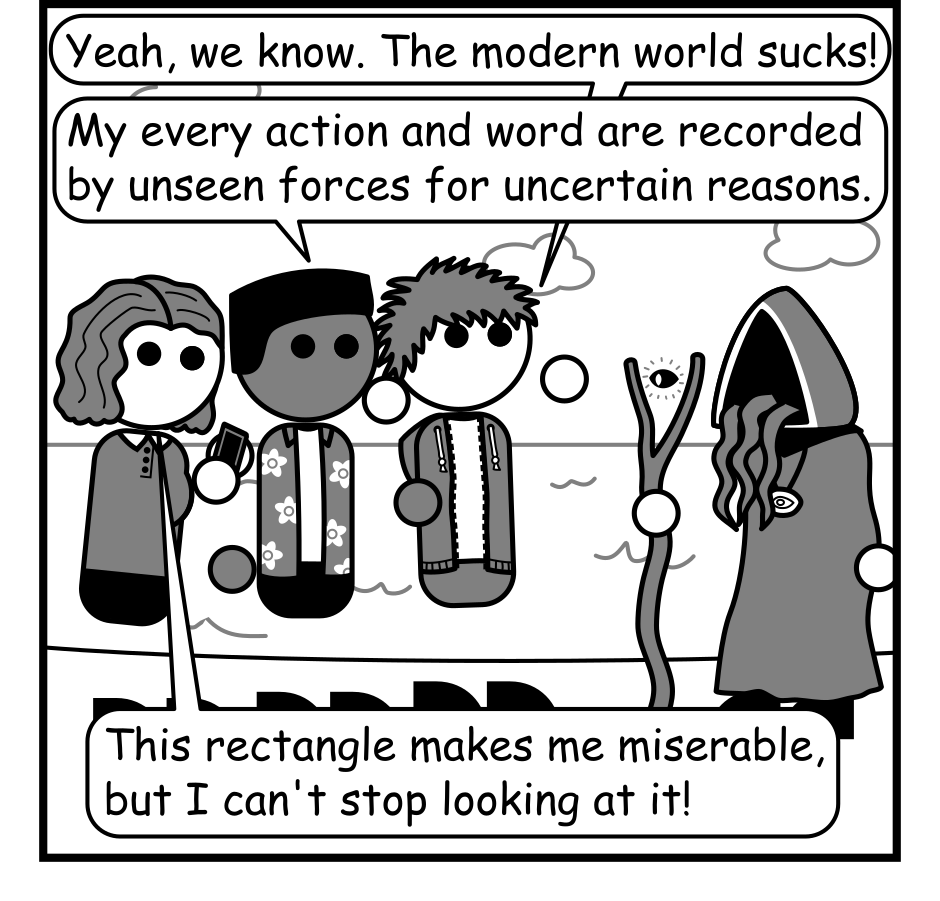 Yeah, we know. The modern world sucks!
My every action and word are recorded
by unseen forces for uncertain reasons.
This rectangle makes me miserable,
but I can't stop looking at it!